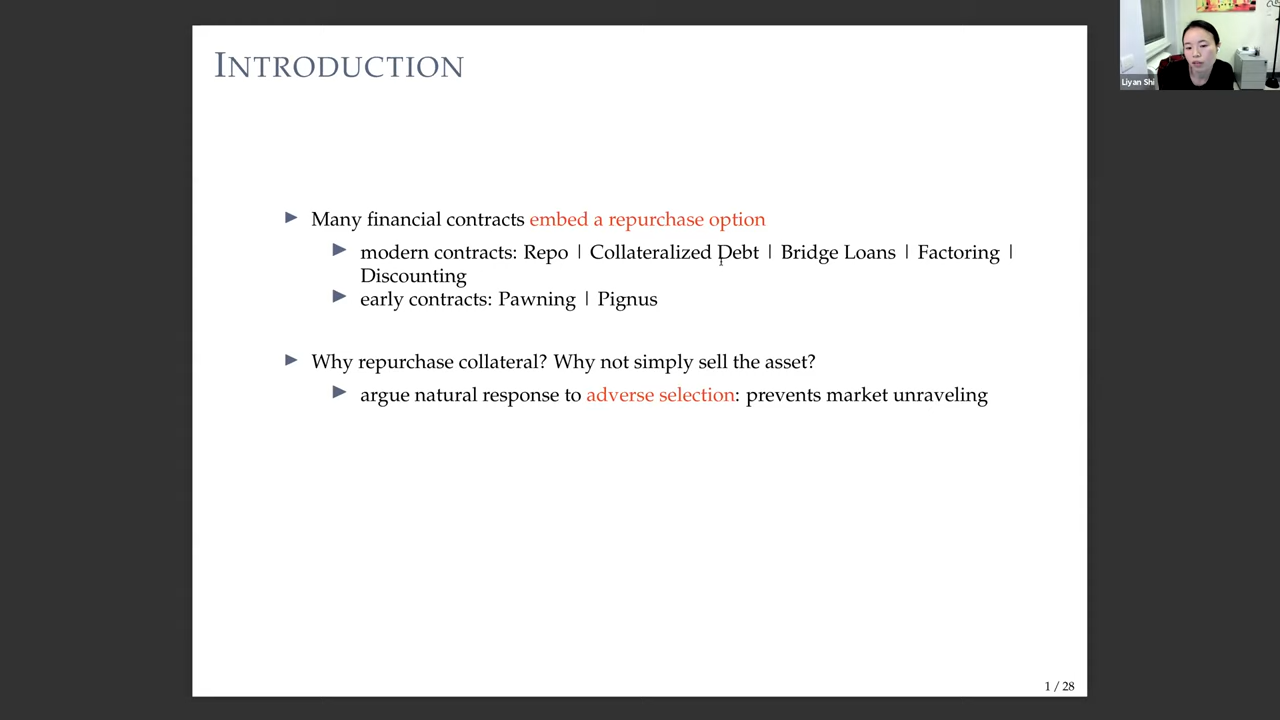 INTRODUCTION
Many financial contracts embed a repurchase option
modern contracts: Repo | Collateralized Debt | Bridge Loans | Factoring |
Discounting
early contracts: Pawning | Pignus
Why repurchase collateral? Why not simply sell the asset?
argue natural response to adverse selection: prevents market unraveling
1 / 28
Liyan Shi